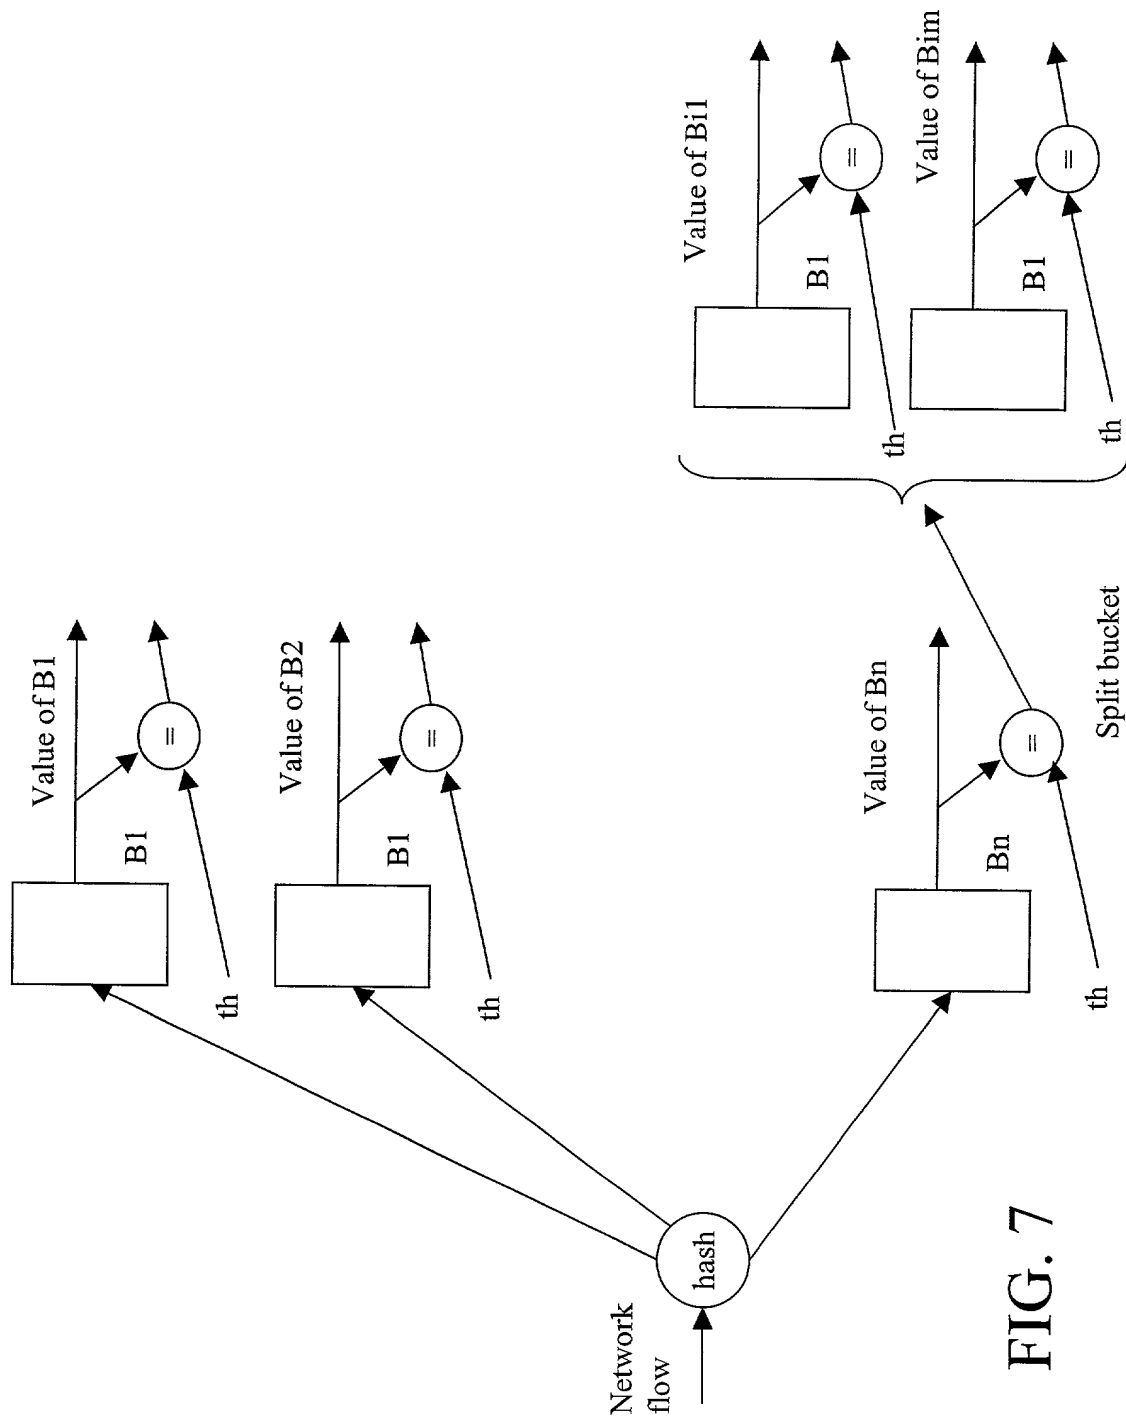 Network
flow
hash
Value of B1
B1
=
th
Value of B2
B1
=
th
Value of Bn
Bn
=
th
Split bucket
Value of Bi1
B1
=
th
Value of Bim
B1
=
th
FIG. 7